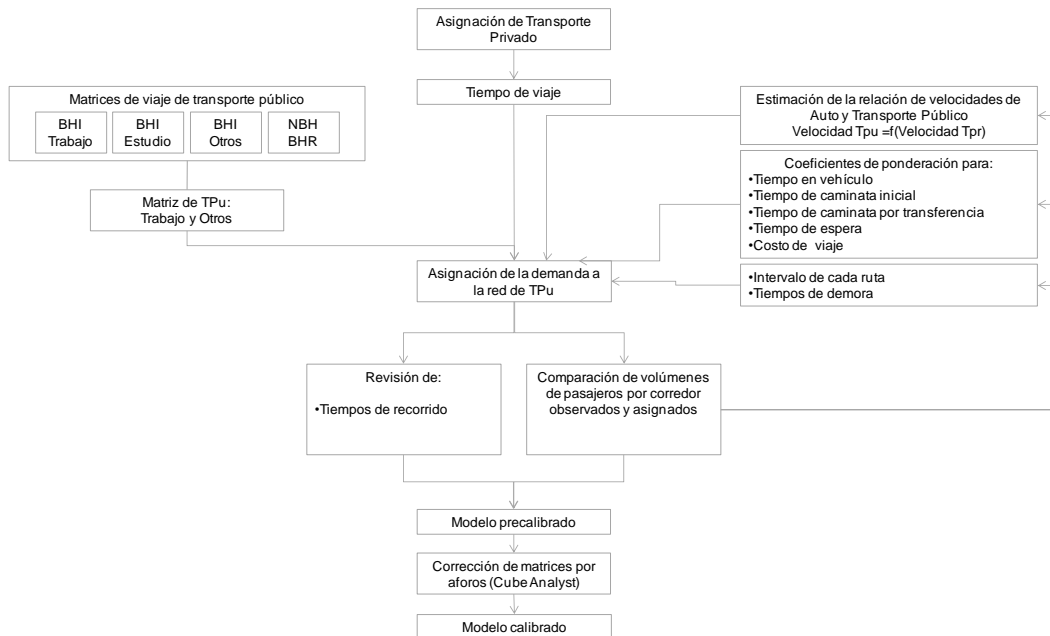 Asignación de Transporte
Privado
Tiempo de viaje
Matrices de viaje de transporte público
BHI
Trabajo
BHI
Estudio
BHI
Otros
NBH
BHR
Matriz de TPu:
Trabajo y Otros
Estimación de la relación de velocidades de
Auto y Transporte Público
Velocidad Tpu =f(Velocidad Tpr)
Coeficientes de ponderación para:
•Tiempo en vehículo
•Tiempo de caminata inicial
•Tiempo de caminata por transferencia
•Tiempo de espera
•Costo de viaje
Asignación de la demanda a
la red de TPu
•Intervalo de cada ruta
•Tiempos de demora
Revisión de:
•Tiempos de recorrido
Comparación de volúmenes
de pasajeros por corredor
observados y asignados
Modelo precalibrado
Corrección de matrices por
aforos (Cube Analyst)
Modelo calibrado